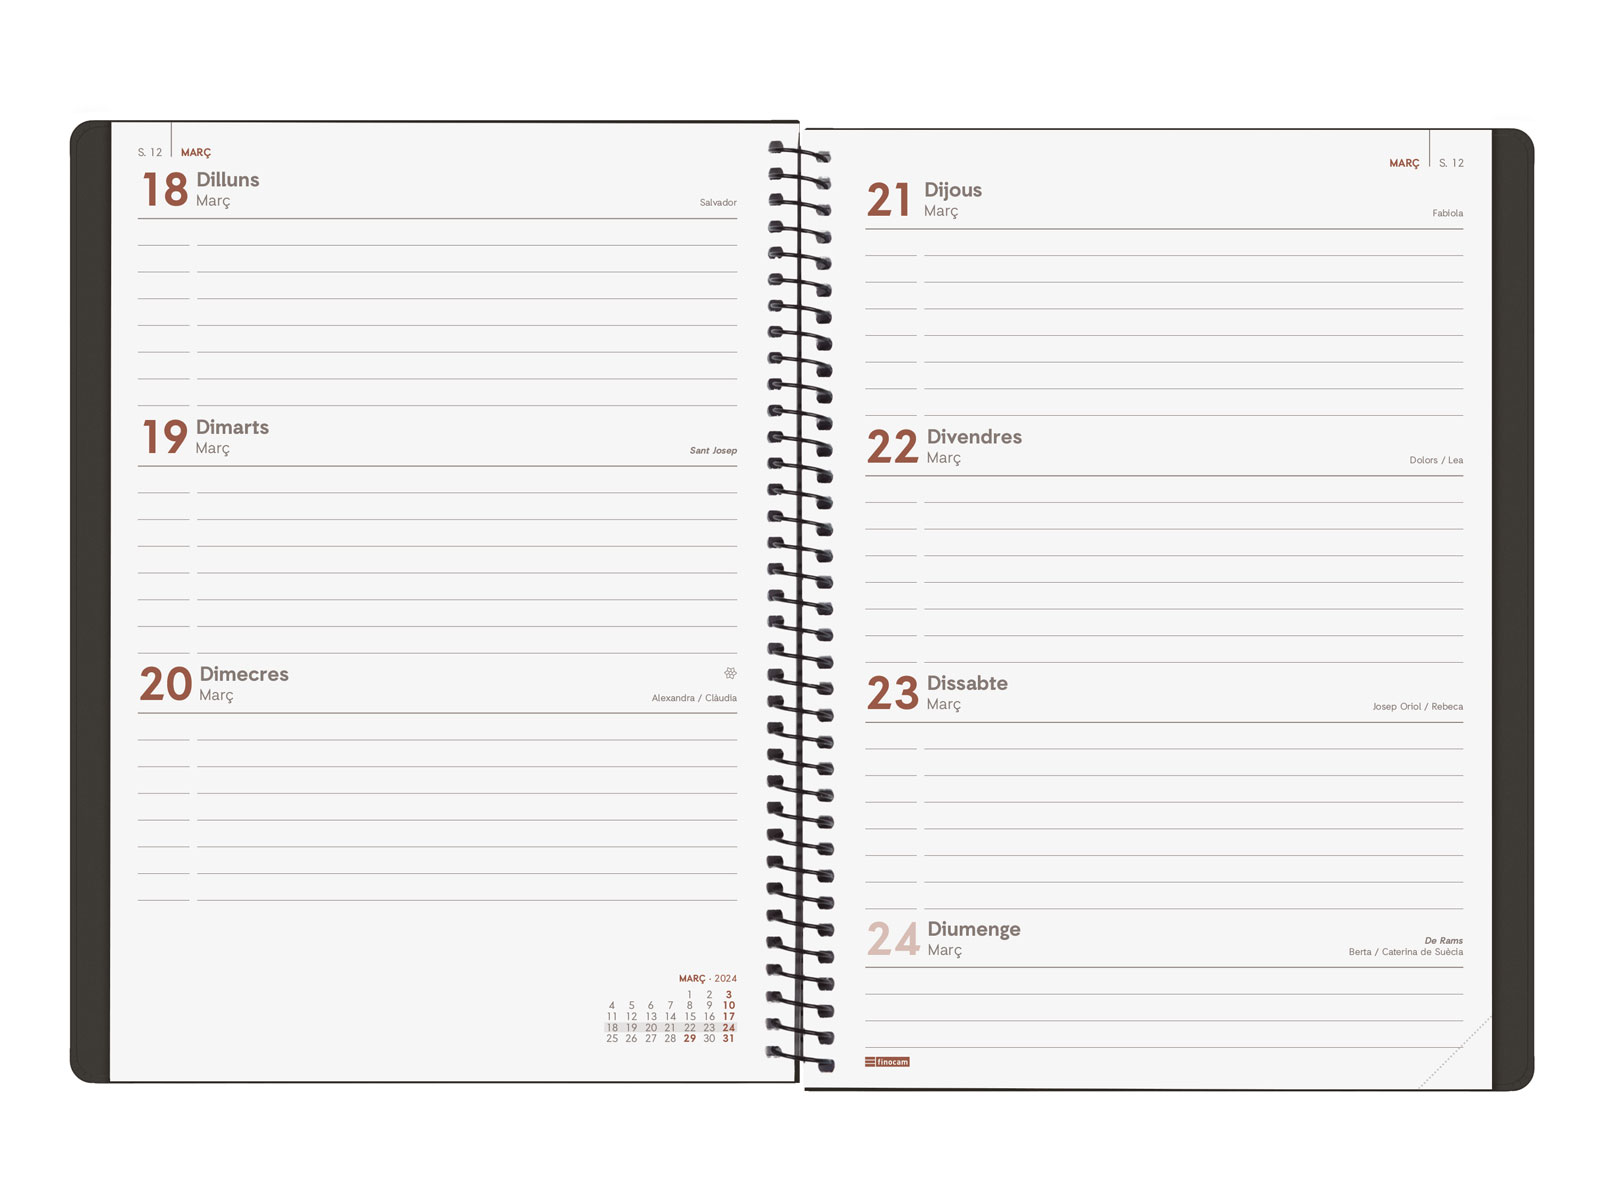 S. 12 MARÇ
18 Dilluns
Març
Salvador
19 Dimarts
Març
Sant Josep
20 Dimecres
Març
Alexandra / Clàudia
MARÇ - 2024
1 2 3
4 5 6 7 8 9 10
11 12 13 14 15 16 17
18 19 20 21 22 23 24
25 26 27 28 29 30 31
MARÇ S. 12
21 Dijous
Març
Fabiola
22 Divendres
Març
Dolors / Lea
23 Dissabte
Març
Josep Oriol / Rebeca
24 Diumenge
Març
De Rams
Berta / Caterina de Suècia
finocam